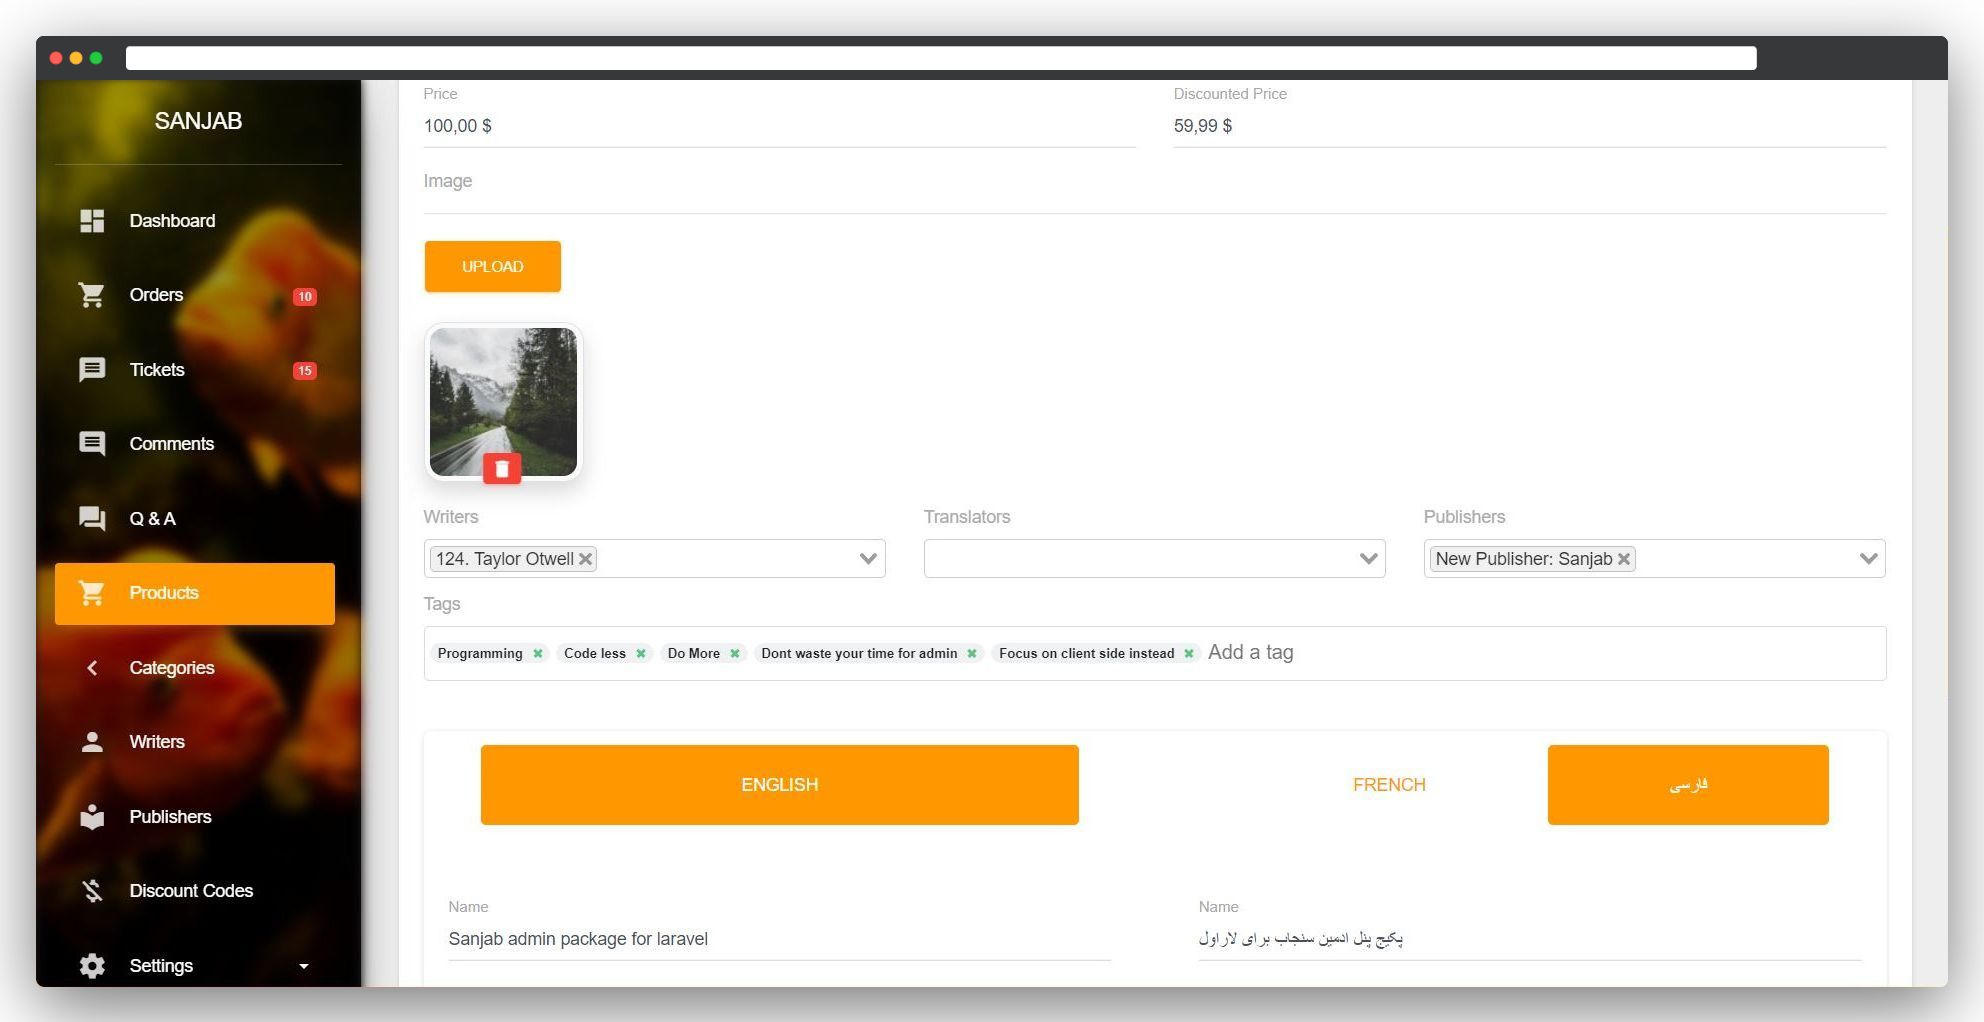 SANJAB
Dashboard
Orders 10
Tickets 15
Comments
Q & A
Products
Categories
Writers
Publishers
Discount Codes
Settings
Price
100,00 $
Discounted Price
59,99 $
Image
UPLOAD
Writers
124. Taylor Otwell
Translators
Publishers
New Publisher: Sanjab
Tags
Programming Code less Do More Dont waste your time for admin Focus on client side instead Add a tag
ENGLISH FRENCH فارسی
Name
Sanjab admin package for laravel
Name
پکیج پنل ادمین سنجاب برای لاراول